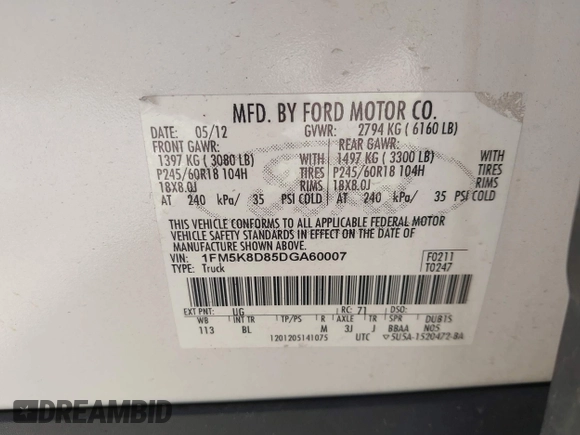 MFD. BY FORD MOTOR CO.
DATE: 05/12 GVWR: 2794 KG ( 6160 LB)
FRONT GAWR: REAR GAWR:
1397 KG ( 3080 LB) WITH 1497 KG ( 3300 LB) WITH
P245/60R18 104H TIRES P245/60R18 104H TIRES
18X8.0J RIMS 18X8.0J RIMS
AT 240 kPa/ 35 PSI COLD AT 240 kPa/ 35 PSI COLD
THIS VEHICLE CONFORMS TO ALL APPLICABLE FEDERAL MOTOR
VEHICLE SAFETY STANDARDS IN EFFECT ON THE DATE OF MANUFACTURE
SHOWN ABOVE.
VIN: 1FM5K8D85DGA60007 F0211
TYPE: Truck T0247
EXT PNT: UG RC: 71 DSO:
WB INT TR TP/PS R AXLE TR SPR DUB15
113 BL M 3J J BBAA N05
1201205141075 UTC 5U5A-1520472-BA
DREAMBID